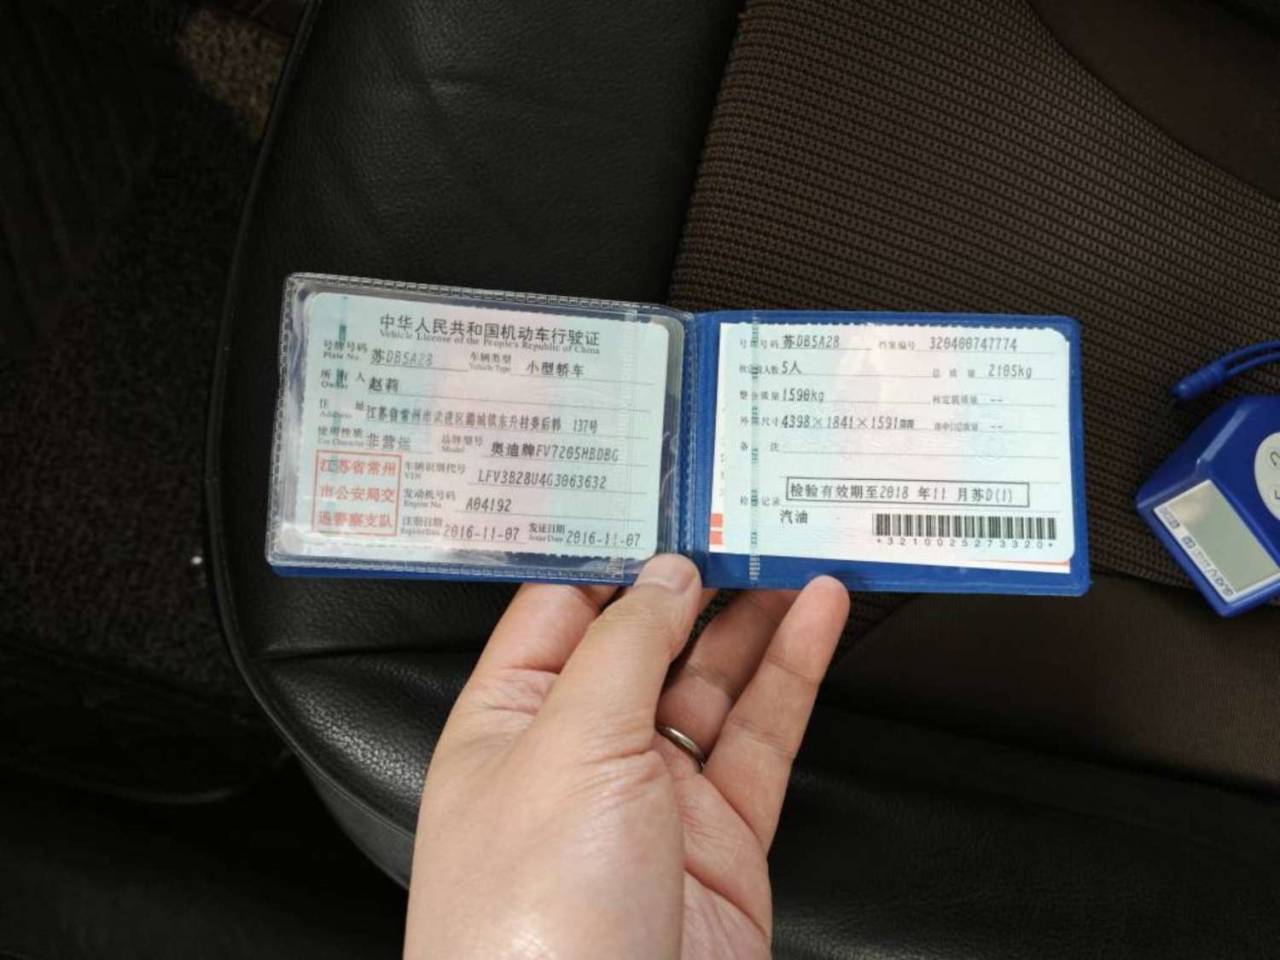 中华人民共和国机动车行驶证
Vehicle License of the People's Republic of China
号牌号码 苏DB5A28 车辆类型 小型轿车
Plate No. Vehicle Type
所有人 赵莉
Owner
住址 江苏省常州市武进区潞城镇东升村委后韩 137号
Address
使用性质 非营运 品牌型号 奥迪牌FV7205HBDBG
Use Character Model
江苏省常州
市公安局交
通警察支队
车辆识别代号 LFV3B28U4G3063632
VIN
发动机号码 A04192
Engine No.
注册日期 2016-11-07 发证日期 2016-11-07
Register Date Issue Date
号牌号码 苏DB5A28 档案编号 320400747774
核定载人数 5人 总质量 2105kg
整备质量 1590kg 核定载质量 --
外廓尺寸 4398×1841×1591mm --
备注
检验记录 检验有效期至2018 年11 月苏D(1)
汽油
*3210025273320*